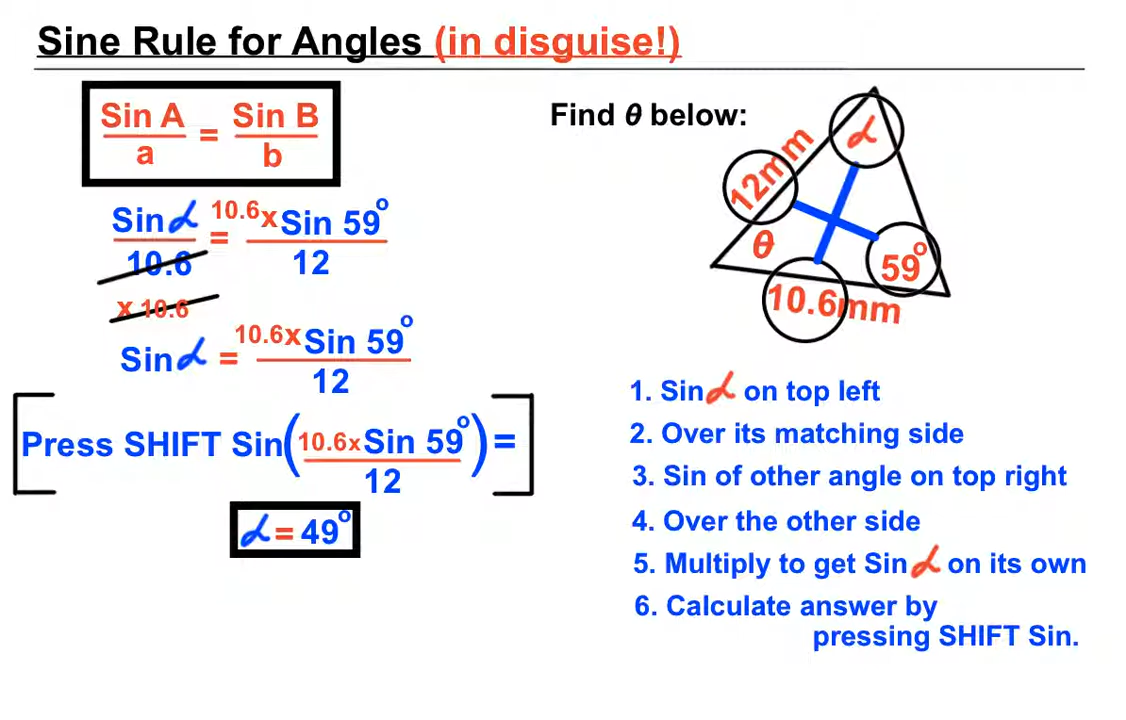 Sine Rule for Angles (in disguise!)
Sin A = Sin B
a b
Find θ below:
α
12mm
θ
59°
10.6mm
Sin α = 10.6 x Sin 59°
10.6 12
x 10.6
Sin α = 10.6 x Sin 59°
12
Press SHIFT Sin(10.6 x Sin 59°) =
12
α = 49°
1. Sin α on top left
2. Over its matching side
3. Sin of other angle on top right
4. Over the other side
5. Multiply to get Sin α on its own
6. Calculate answer by
pressing SHIFT Sin.